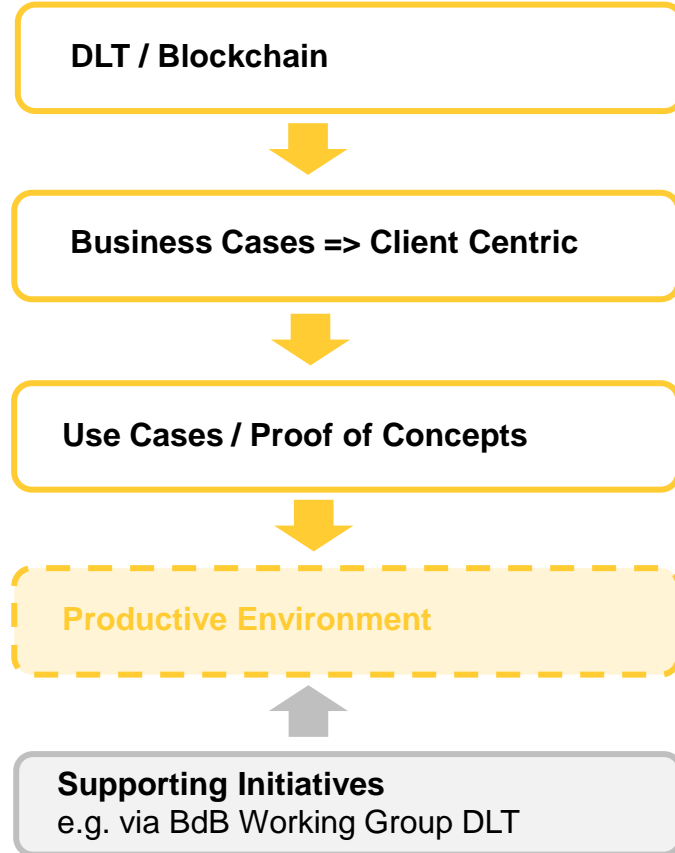 DLT / Blockchain
Business Cases => Client Centric
Use Cases / Proof of Concepts
Productive Environment
Supporting Initiatives
e.g. via BdB Working Group DLT